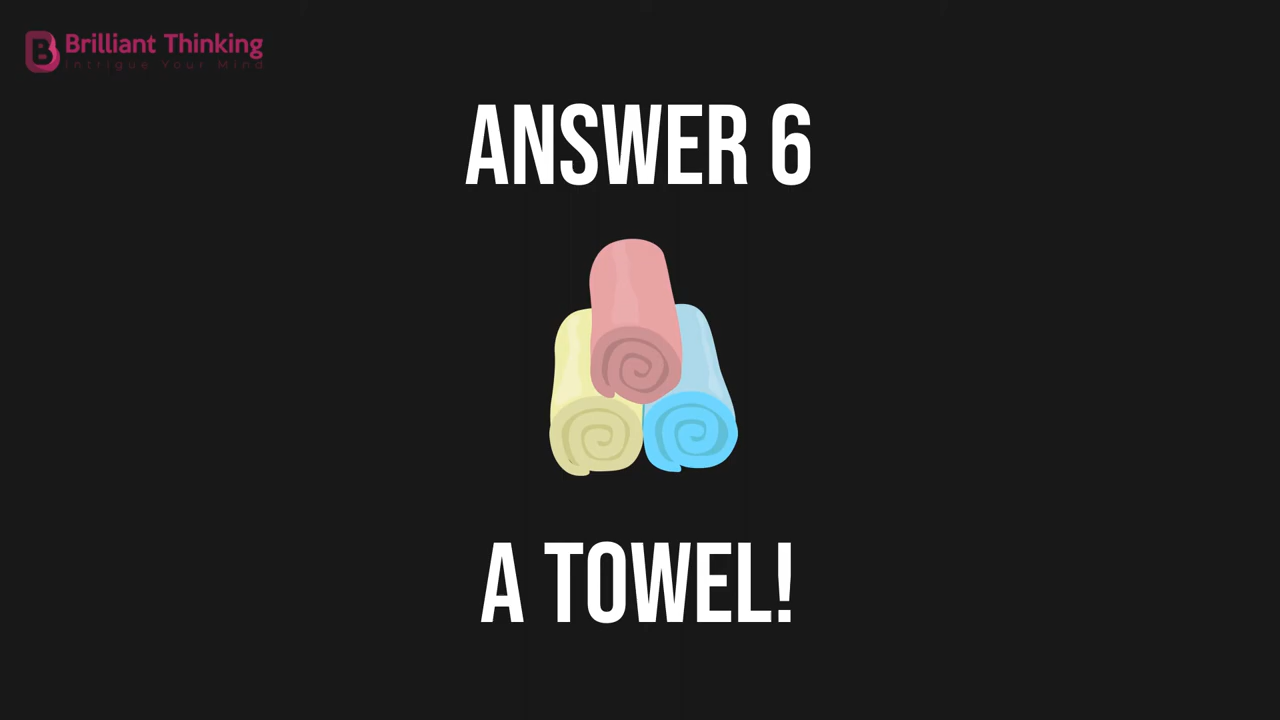 Brilliant Thinking
Intrigue Your Mind
ANSWER 6
A TOWEL!